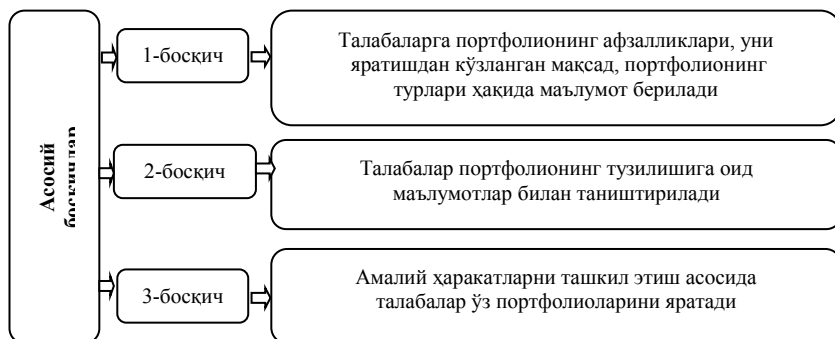 Асосий
босқичлар
1-босқич
Талабаларга портфолионинг афзалликлари, уни
яратишдан кўзланган мақсад, портфолионинг
турлари ҳақида маълумот берилади
2-босқич
Талабалар портфолионинг тузилишига оид
маълумотлар билан таништирилади
3-босқич
Амалий ҳаракатларни ташкил этиш асосида
талабалар ўз портфолиоларини яратади